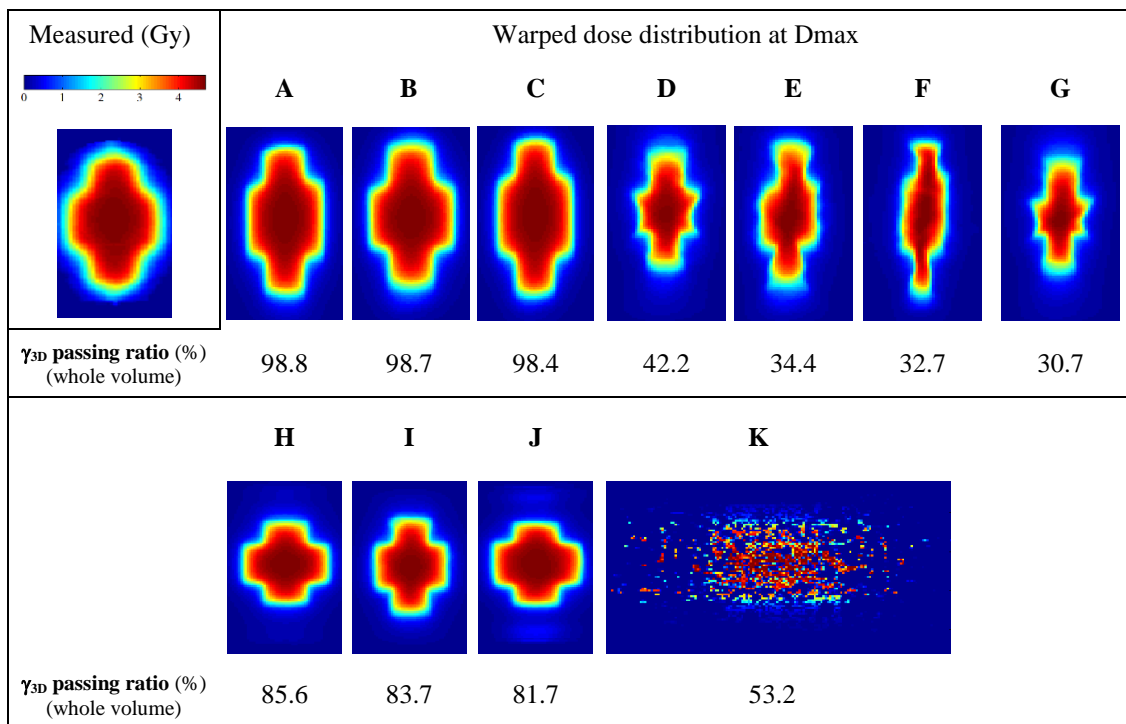 Measured (Gy)
Warped dose distribution at Dmax
0 1 2 3 4
A B C D E F G
γ3D passing ratio (%)
(whole volume)
98.8 98.7 98.4 42.2 34.4 32.7 30.7
H I J K
γ3D passing ratio (%)
(whole volume)
85.6 83.7 81.7 53.2